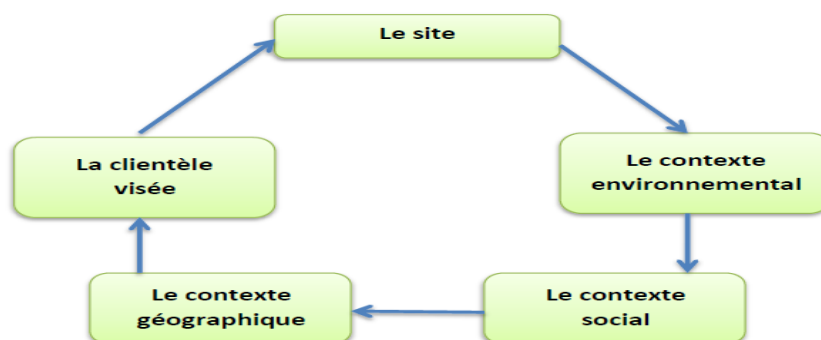 Le site
Le contexte
environnemental
Le contexte
social
Le contexte
géographique
La clientèle
visée